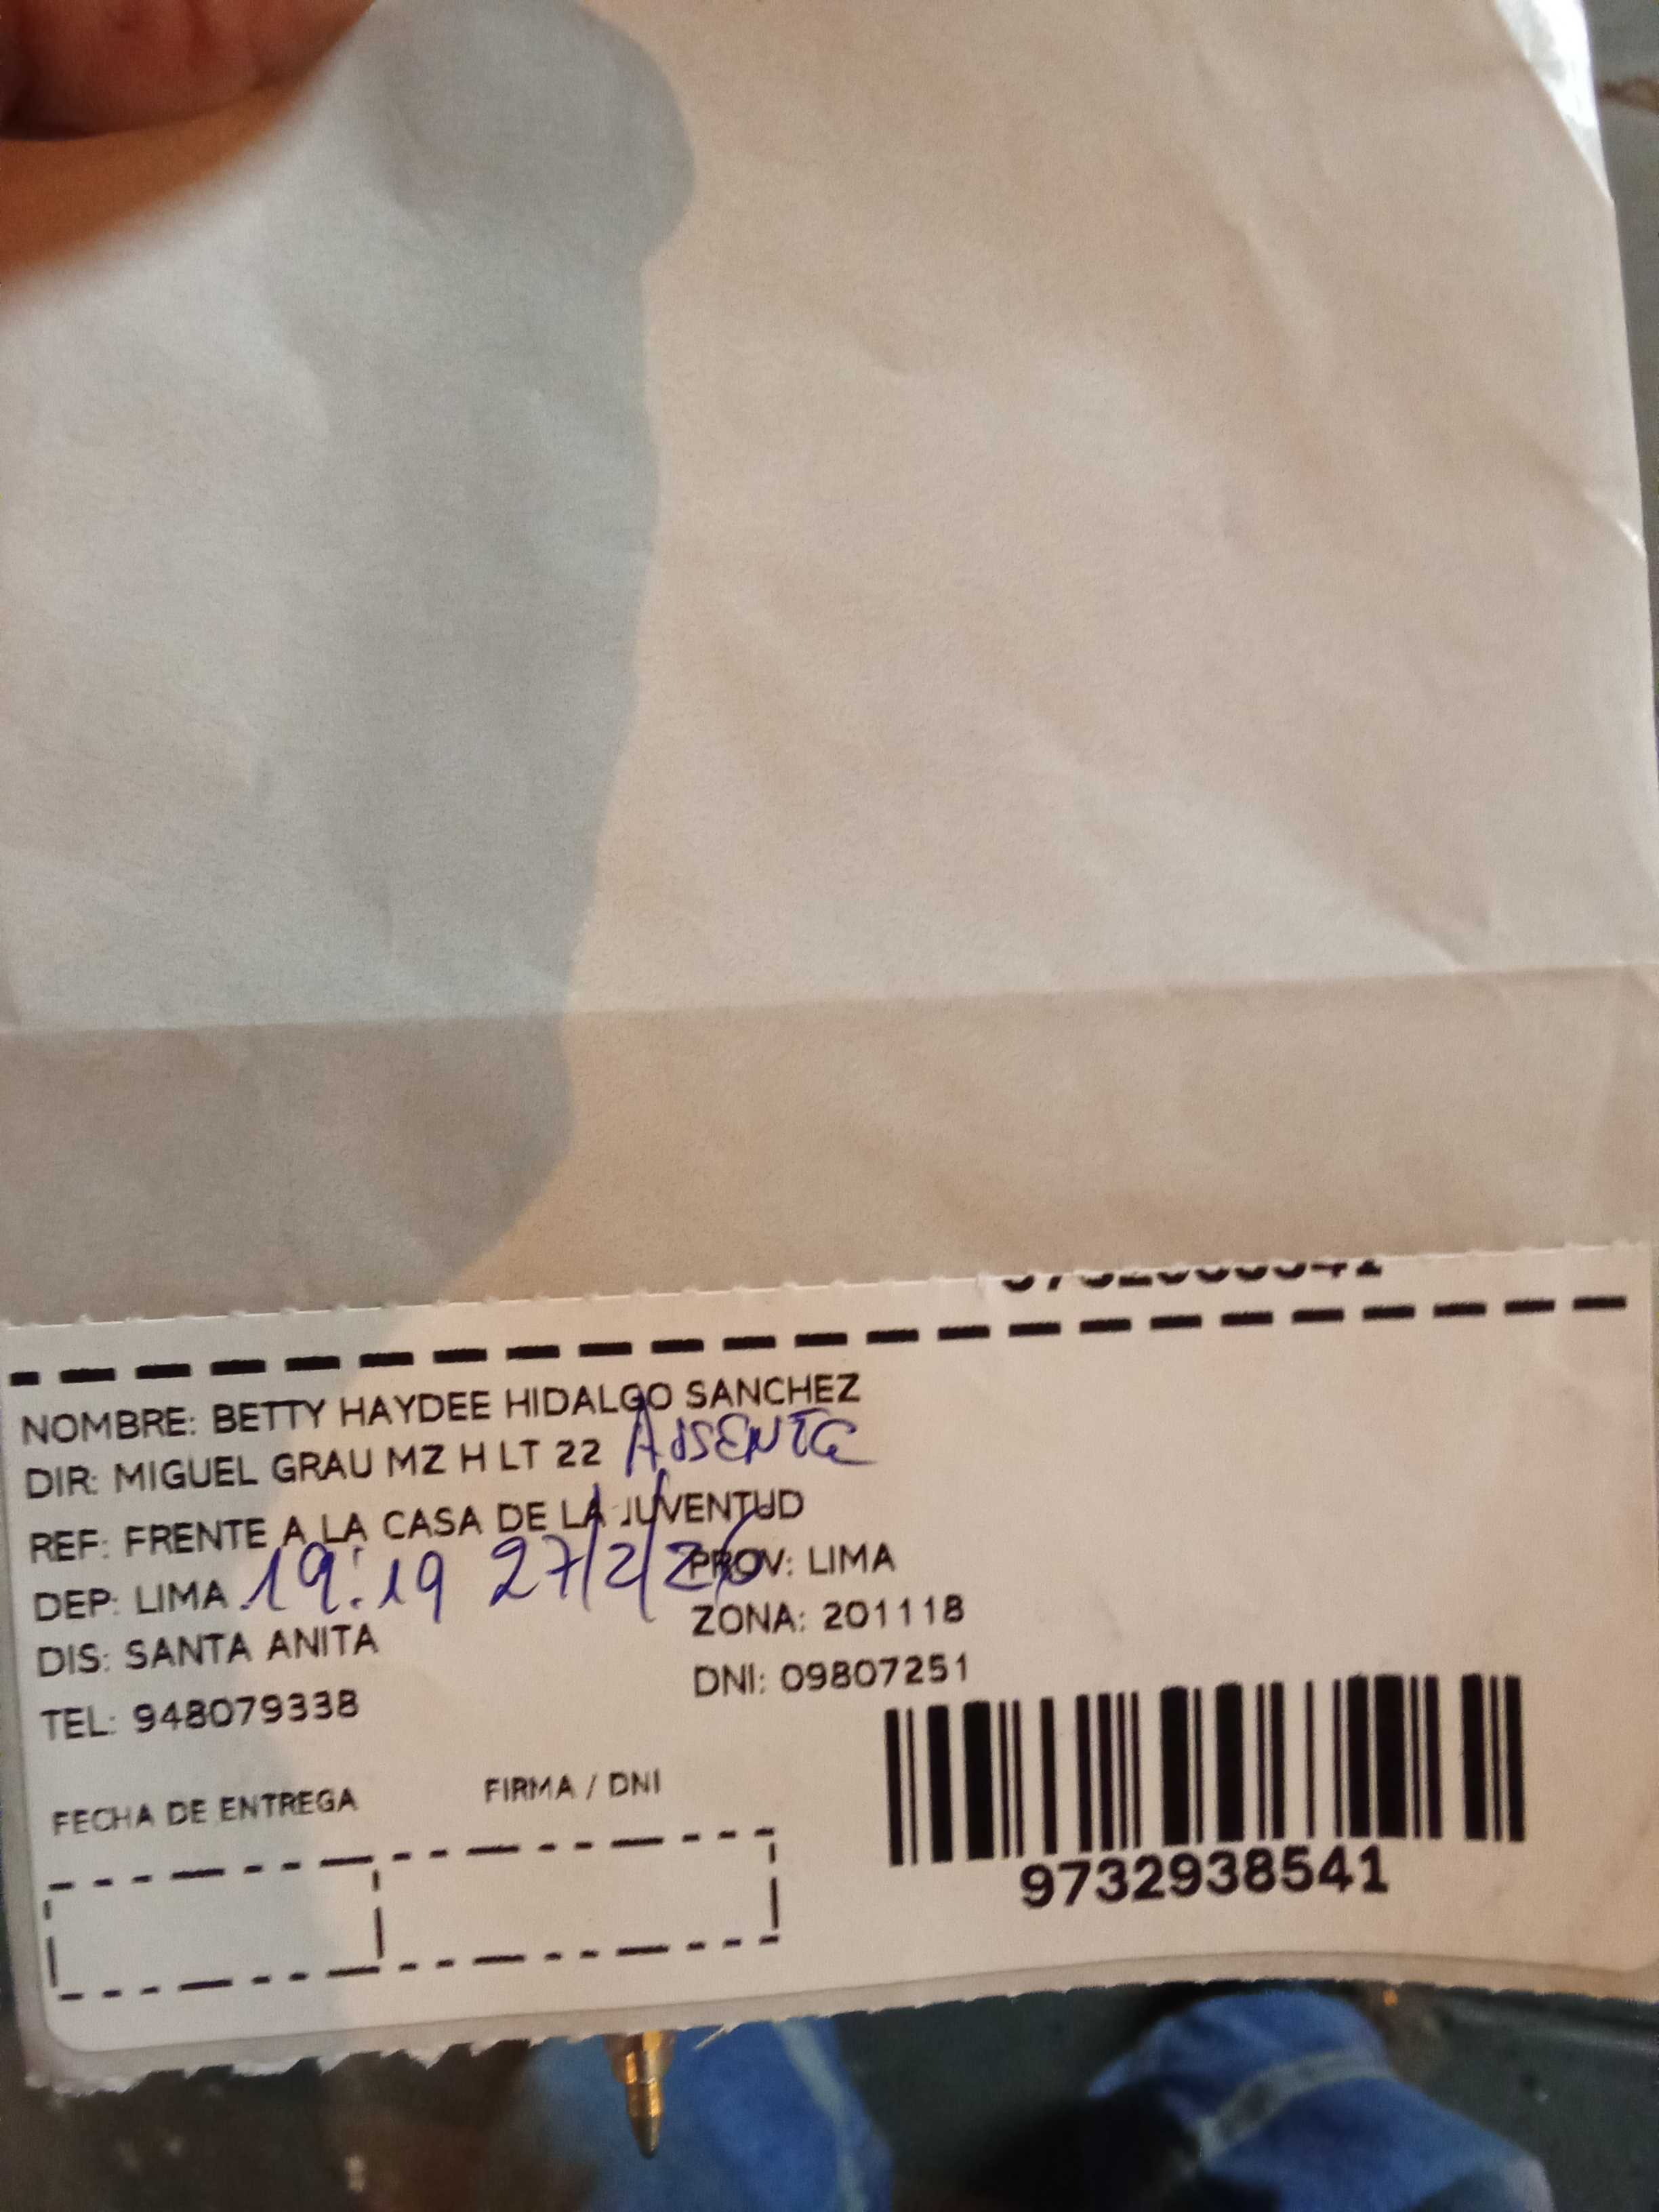 NOMBRE: BETTY HAYDEE HIDALGO SANCHEZ
DIR: MIGUEL GRAU MZ H LT 22 AUSENTE
REF: FRENTE A LA CASA DE LA JUVENTUD
DEP: LIMA 19:19 27/2/26 PROV: LIMA
ZONA: 201118
DIS: SANTA ANITA
DNI: 09807251
TEL: 948079338
FECHA DE ENTREGA FIRMA / DNI
9732938541